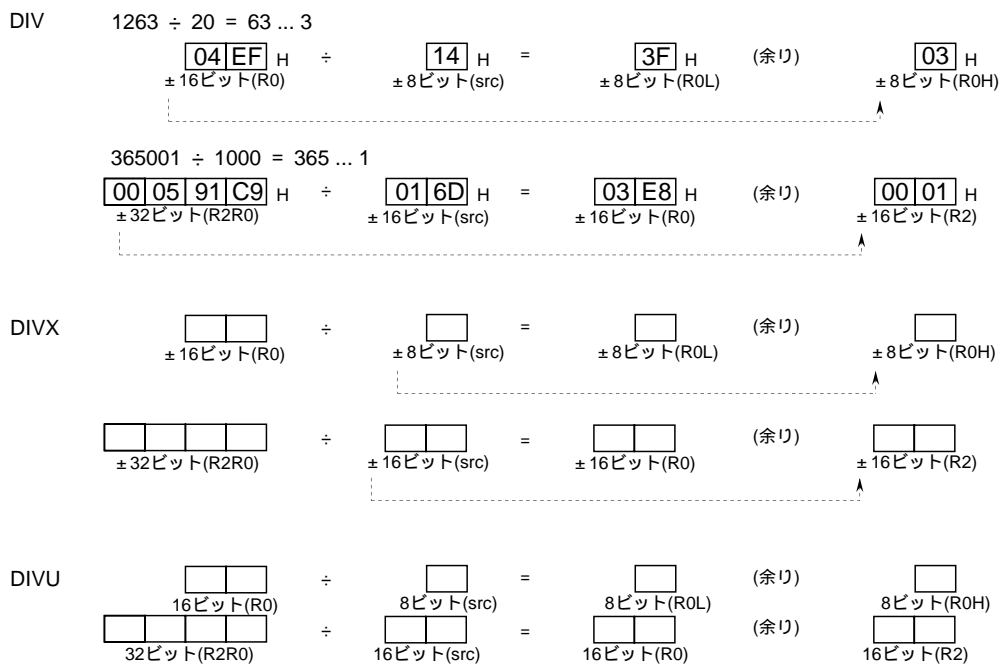 DIV 1263 ÷ 20 = 63 ... 3
04 EF H ÷ 14 H = 3F H (余り) 03 H
±16ビット(R0) ±8ビット(src) ±8ビット(R0L) ±8ビット(R0H)
365001 ÷ 1000 = 365 ... 1
00 05 91 C9 H ÷ 01 6D H = 03 E8 H (余り) 00 01 H
±32ビット(R2R0) ±16ビット(src) ±16ビット(R0) ±16ビット(R2)
DIVX ÷ = (余り)
±16ビット(R0) ±8ビット(src) ±8ビット(R0L) ±8ビット(R0H)
÷ = (余り)
±32ビット(R2R0) ±16ビット(src) ±16ビット(R0) ±16ビット(R2)
DIVU ÷ = (余り)
16ビット(R0) 8ビット(src) 8ビット(R0L) 8ビット(R0H)
÷ = (余り)
32ビット(R2R0) 16ビット(src) 16ビット(R0) 16ビット(R2)